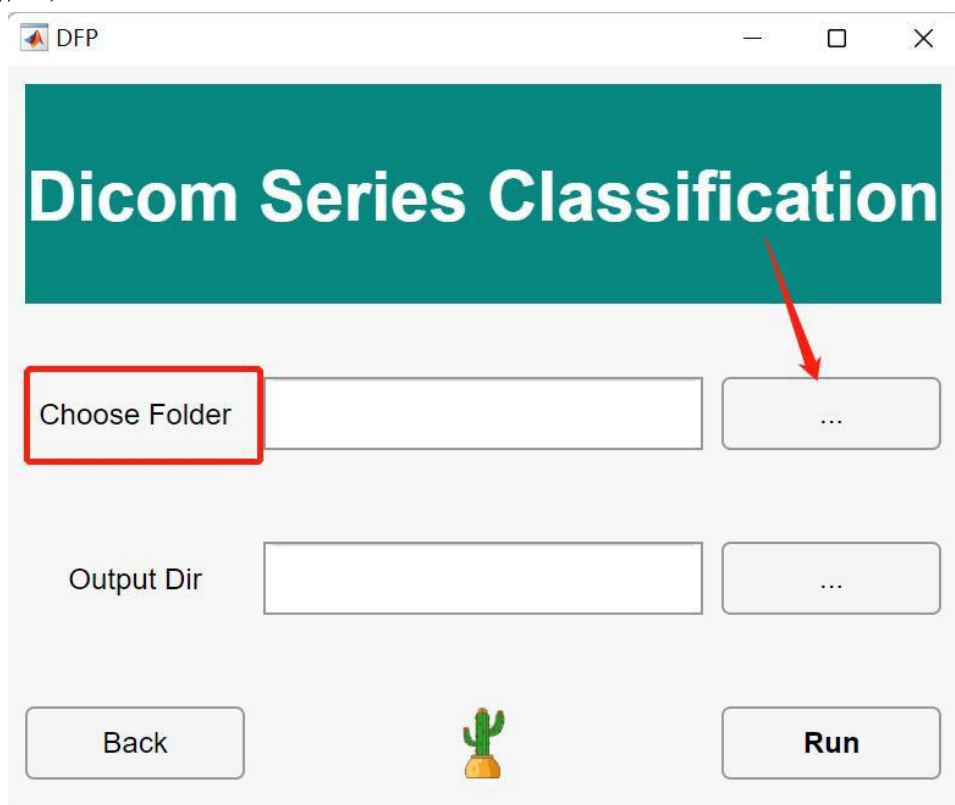 DFP
Dicom Series Classification
Choose Folder
...
Output Dir
...
Back
Run